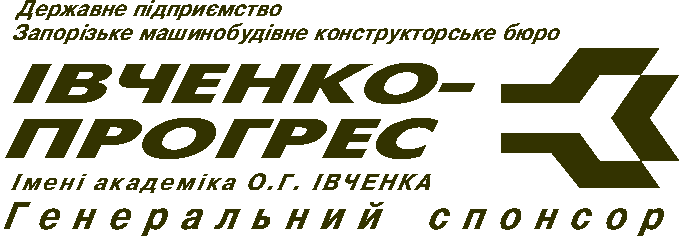 Державне підприємство
Запорізьке машинобудівне конструкторське бюро
ІВЧЕНКО-
ПРОГРЕС
Імені академіка О.Г. ІВЧЕНКА
Генеральний спонсор